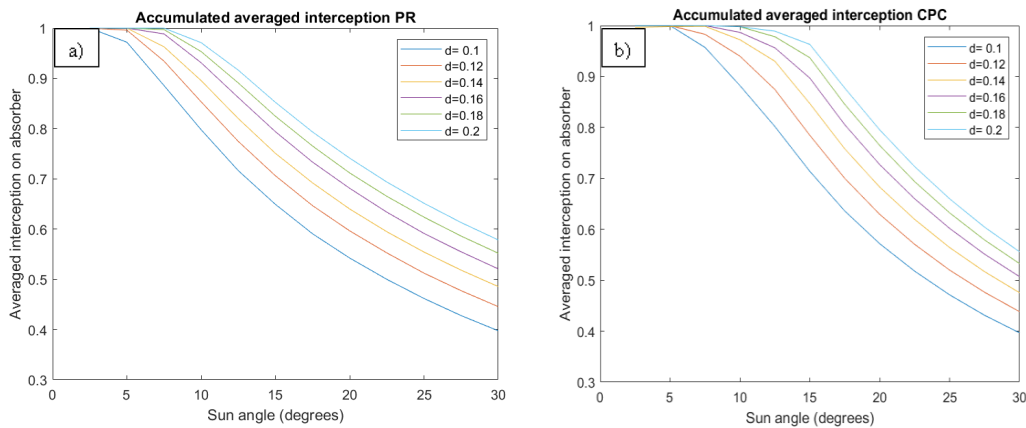 Accumulated averaged interception PR
a)
1
0.9
0.8
0.7
0.6
0.5
0.4
0.3
Averaged interception on absorber
0 5 10 15 20 25 30
Sun angle (degrees)
d= 0.1
d=0.12
d=0.14
d=0.16
d=0.18
d= 0.2
Accumulated averaged interception CPC
b)
1
0.9
0.8
0.7
0.6
0.5
0.4
0.3
Averaged interception on absorber
0 5 10 15 20 25 30
Sun angle (degrees)
d= 0.1
d=0.12
d=0.14
d=0.16
d=0.18
d= 0.2